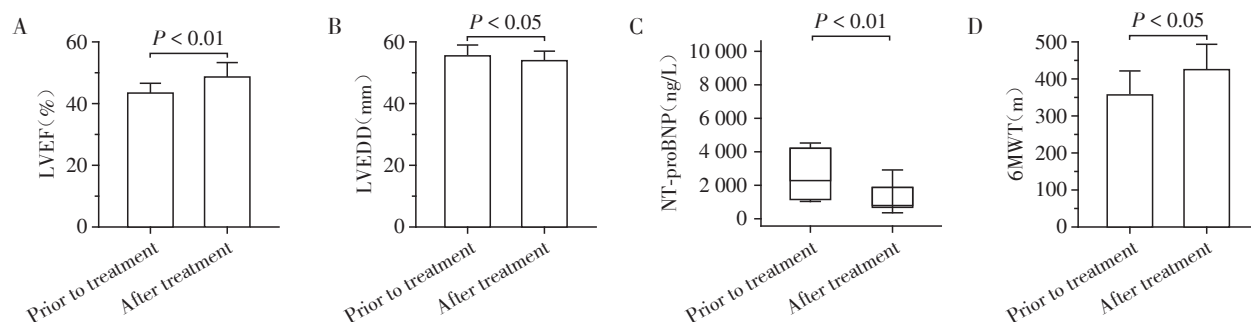 A
P < 0.01
LVEF(%)
60
40
20
0
Prior to treatment
After treatment
B
P < 0.05
LVEDD(mm)
60
40
20
0
Prior to treatment
After treatment
C
P < 0.01
NT-proBNP(ng/L)
10 000
8 000
6 000
4 000
2 000
0
Prior to treatment
After treatment
D
P < 0.05
6MWT(m)
500
400
300
200
100
0
Prior to treatment
After treatment